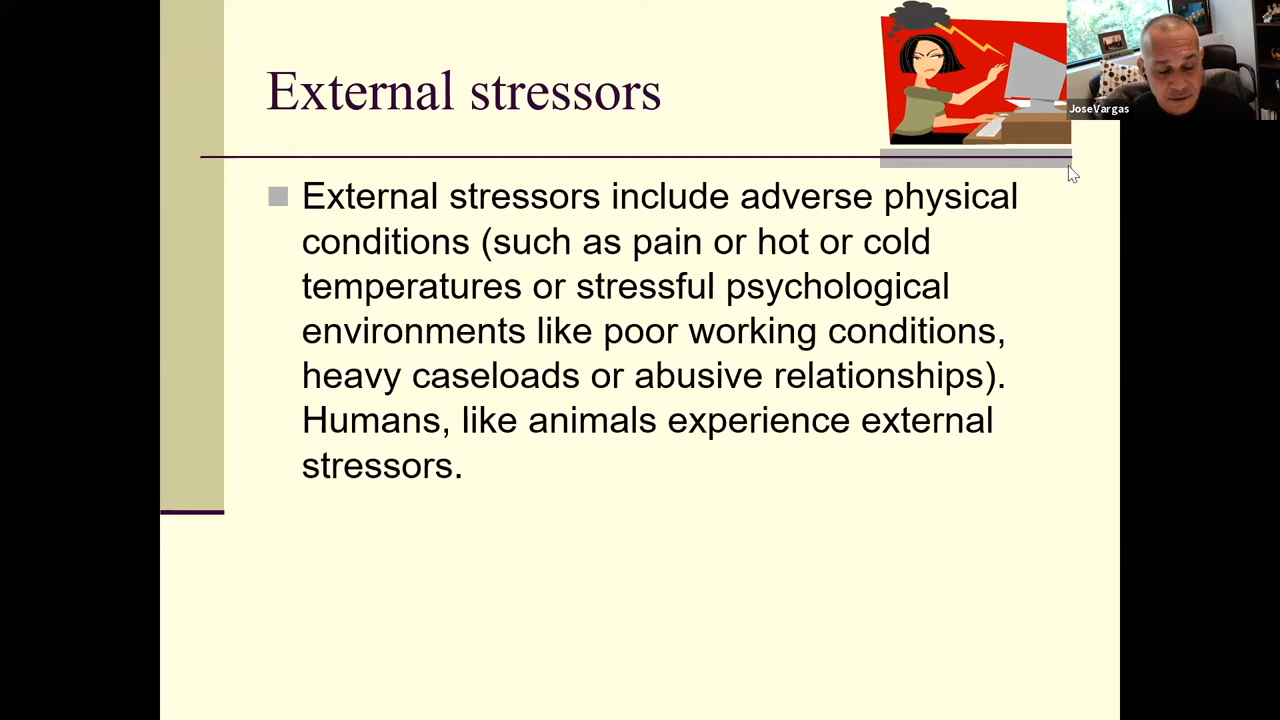 External stressors
JoseVargas
External stressors include adverse physical
conditions (such as pain or hot or cold
temperatures or stressful psychological
environments like poor working conditions,
heavy caseloads or abusive relationships).
Humans, like animals experience external
stressors.